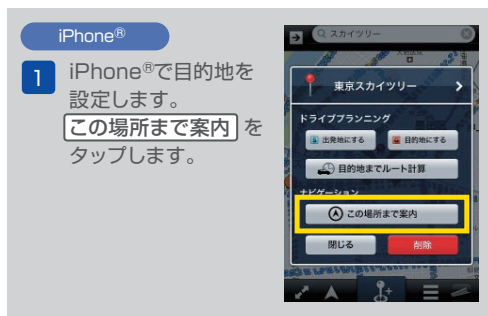 iPhone®
1
iPhone®で目的地を
設定します。
この場所まで案内 を
タップします。
スカイツリー
東京スカイツリー
ドライブプランニング
出発地にする 目的地にする
目的地までルート計算
ナビゲーション
この場所まで案内
閉じる 削除